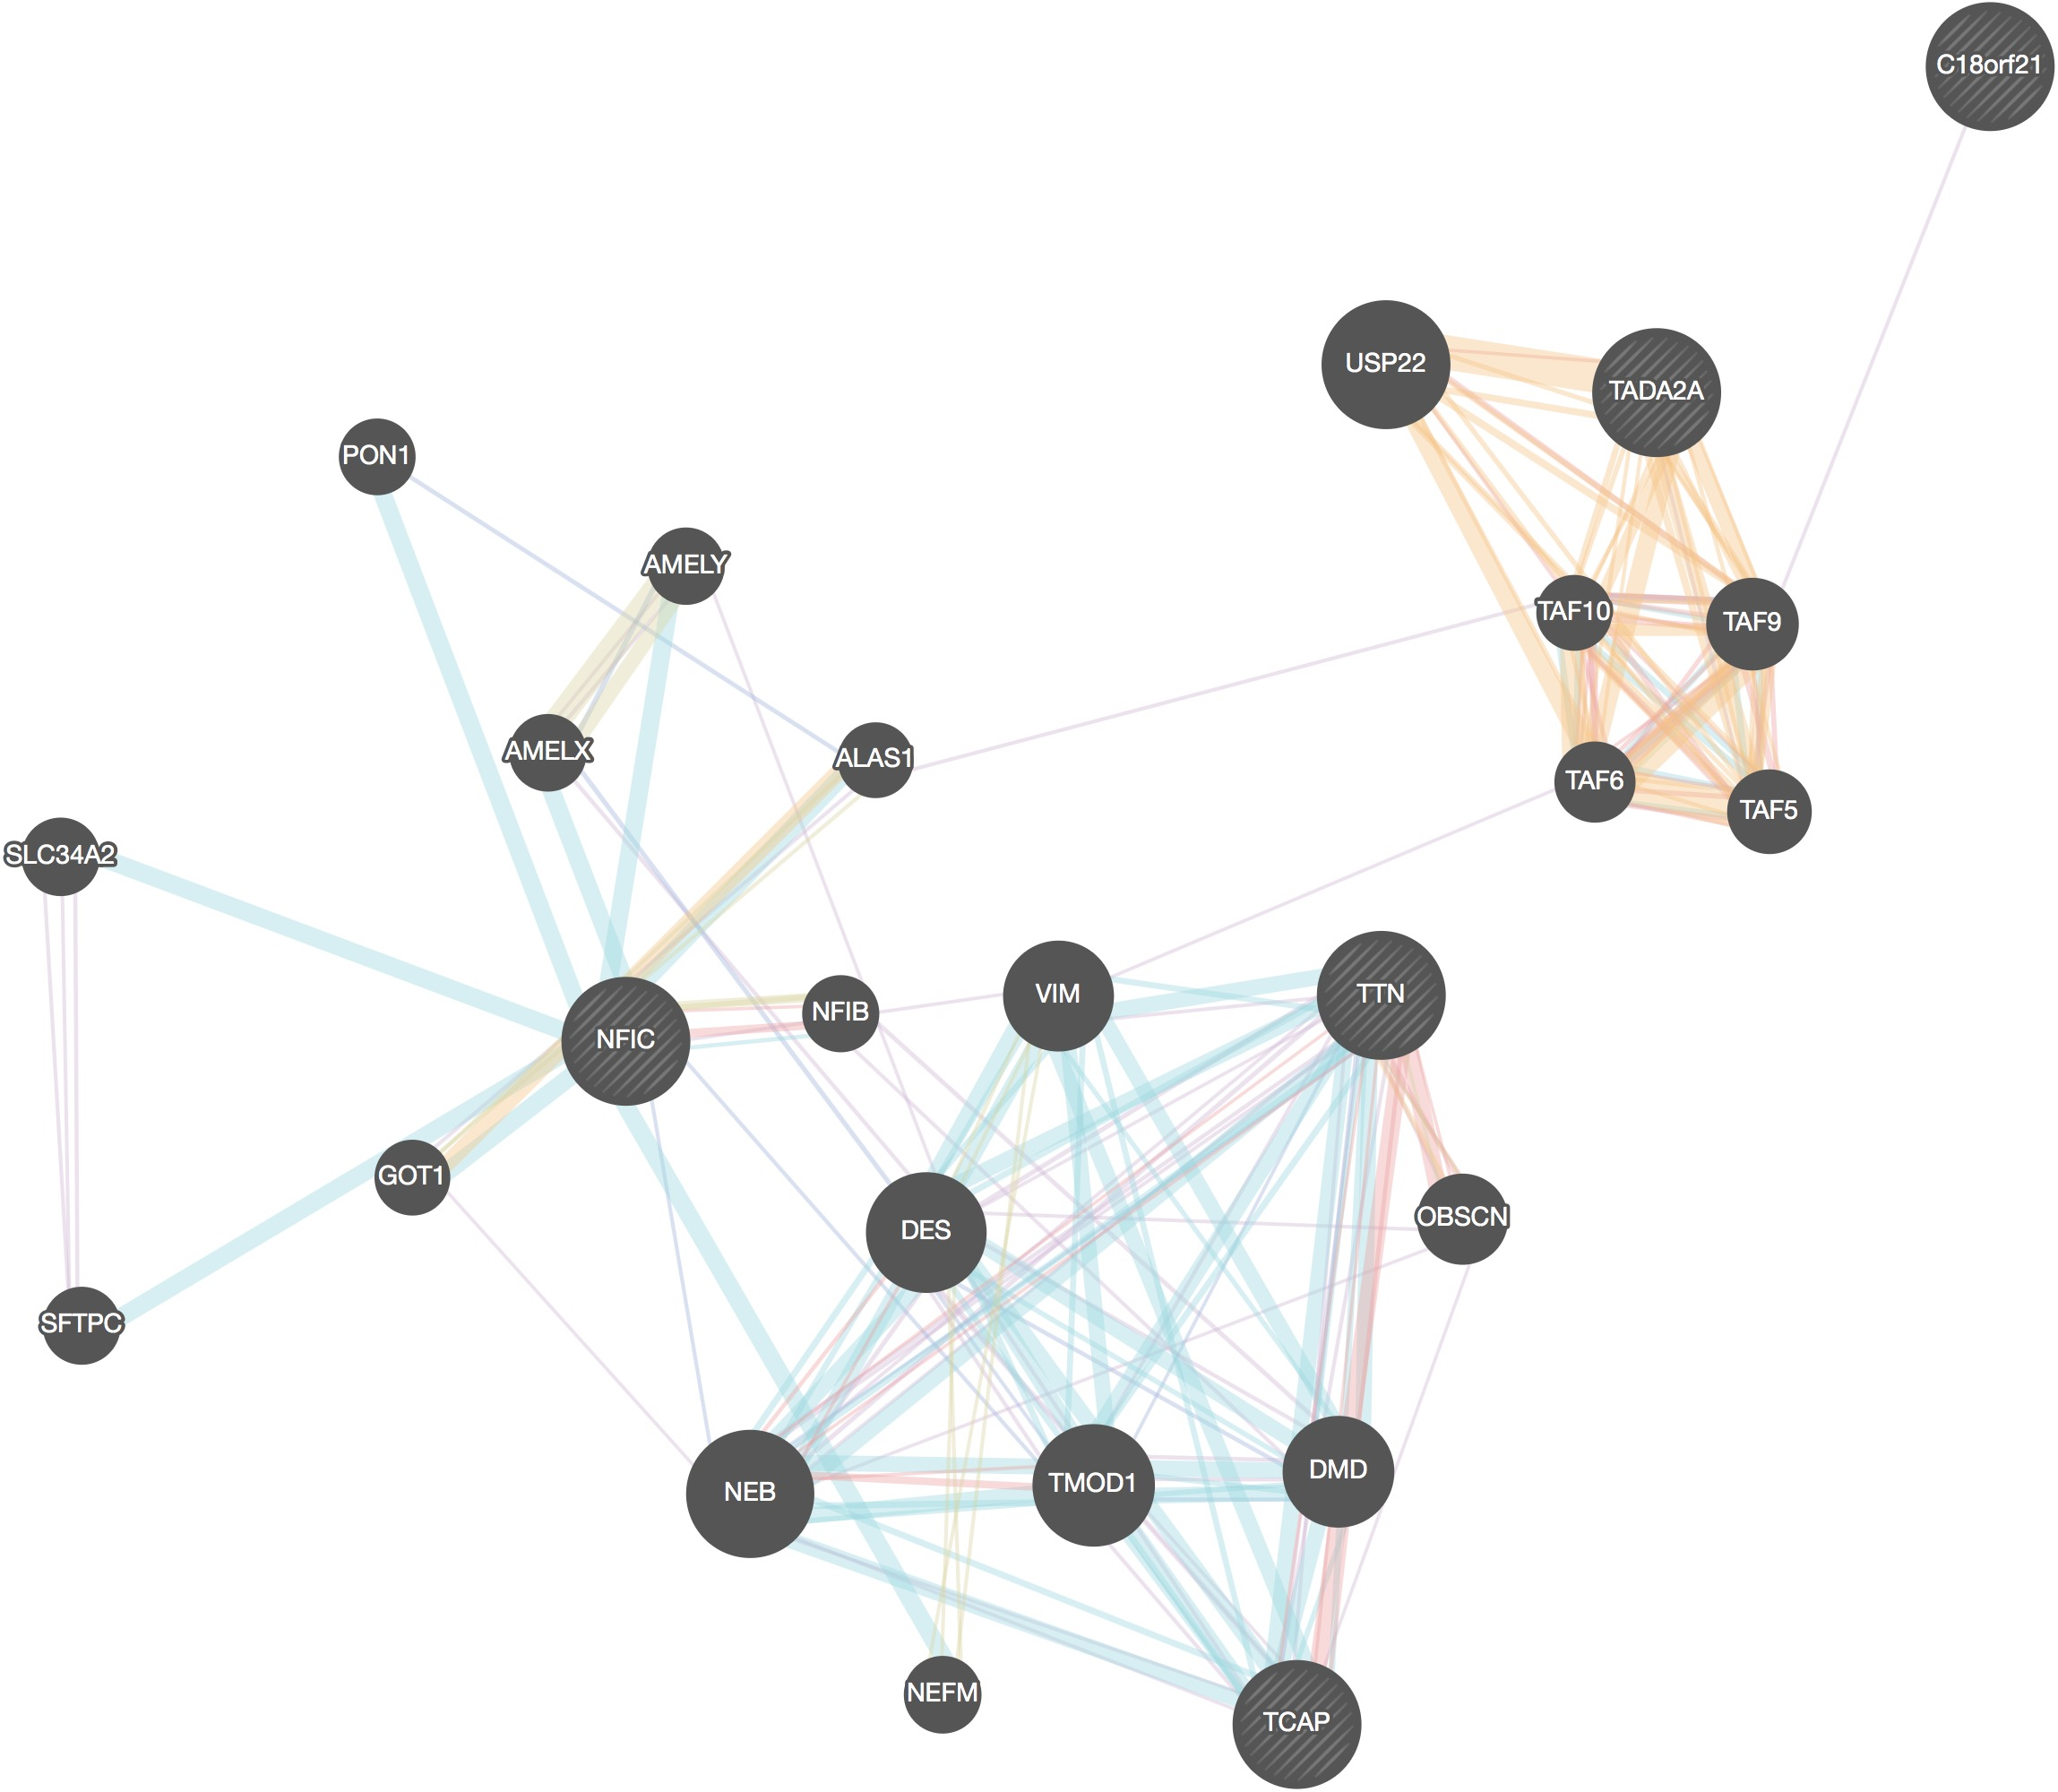 C18orf21
USP22
TADA2A
PON1
AMELY
TAF10
TAF9
AMELX
ALAS1
TAF6
TAF5
SLC34A2
VIM
TTN
NFIB
NFIC
GOT1
DES
OBSCN
SFTPC
NEB
TMOD1
DMD
NEFM
TCAP